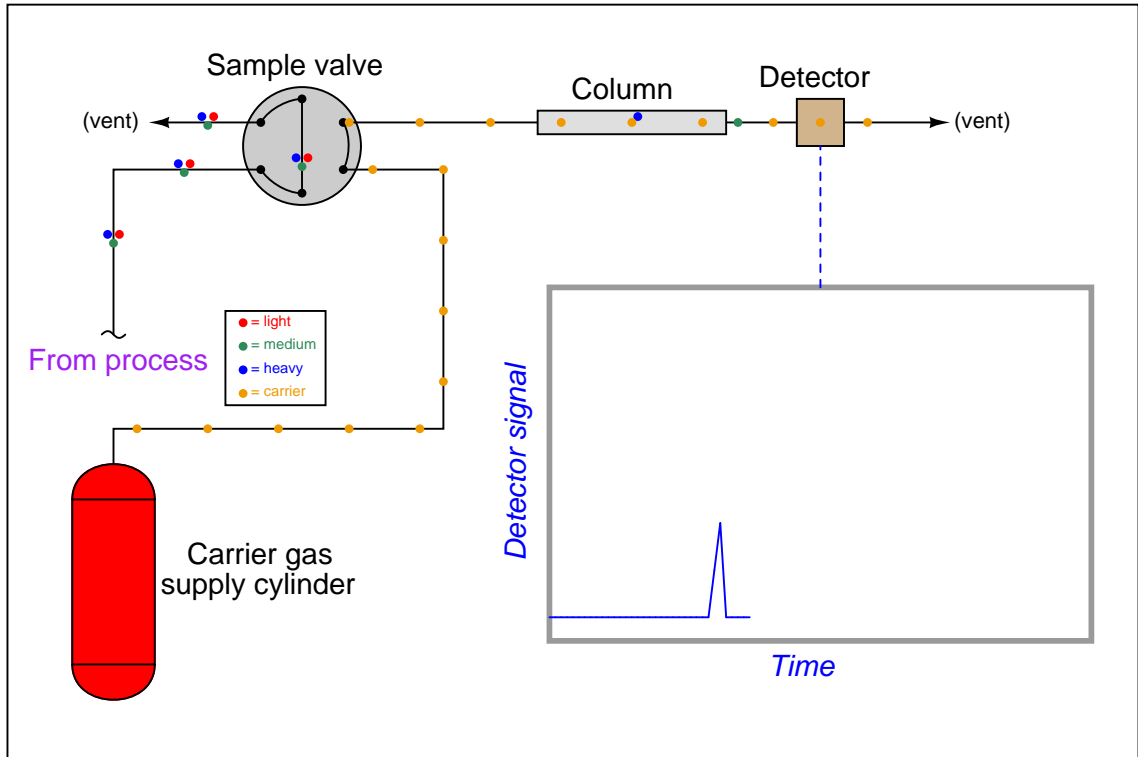 Sample valve
Column
Detector
(vent)
(vent)
From process
= light
= medium
= heavy
= carrier
Detector signal
Carrier gas
supply cylinder
Time